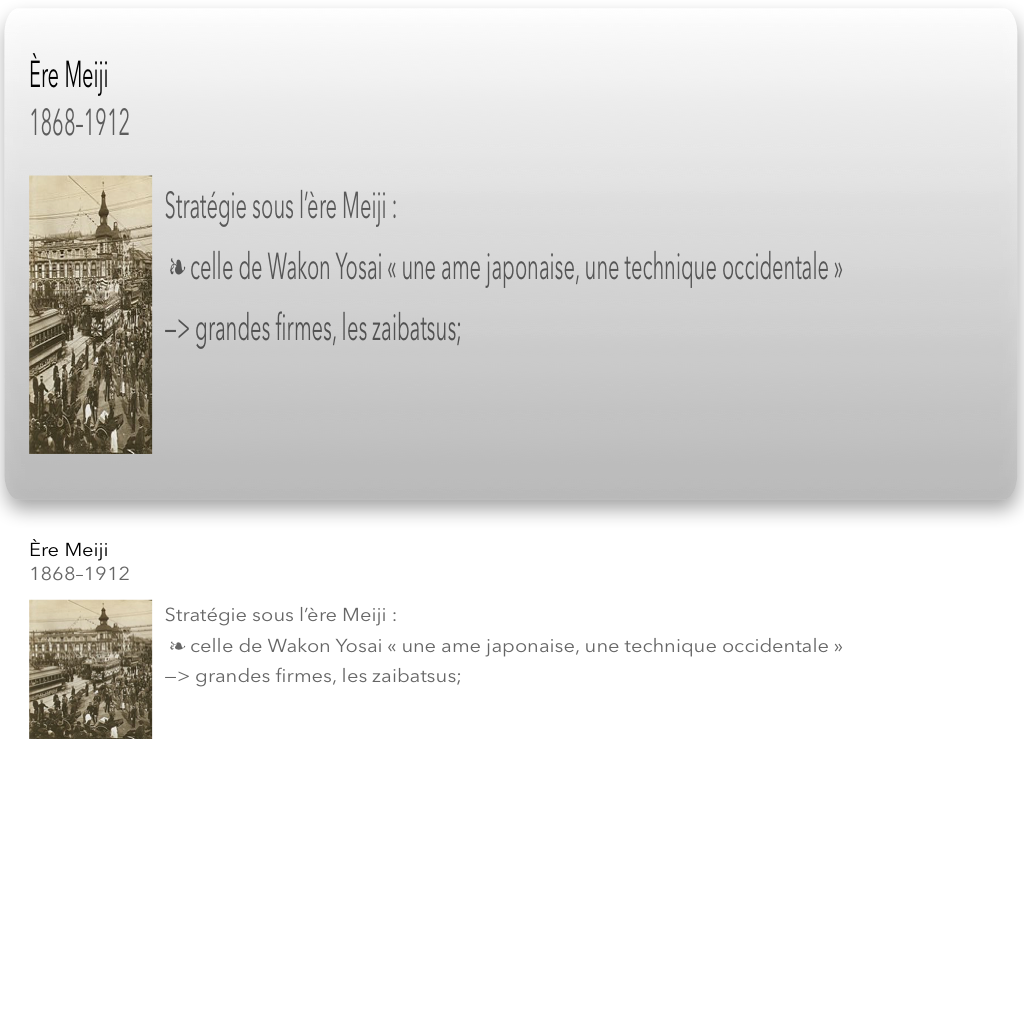 Ère Meiji
1868-1912
Stratégie sous l’ère Meiji :
❧ celle de Wakon Yosai « une ame japonaise, une technique occidentale »
—> grandes firmes, les zaibatsus;
Ère Meiji
1868–1912
Stratégie sous l’ère Meiji :
❧ celle de Wakon Yosai « une ame japonaise, une technique occidentale »
—> grandes firmes, les zaibatsus;